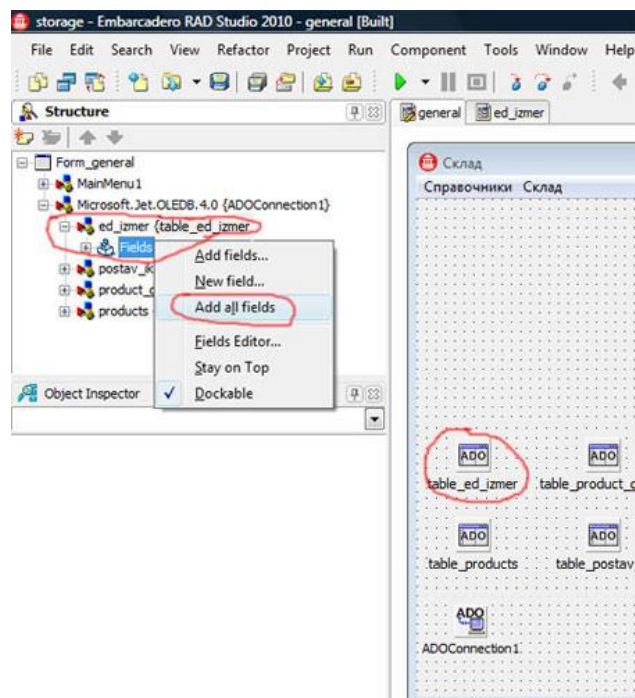 storage - Embarcadero RAD Studio 2010 - general [Built]
File Edit Search View Refactor Project Run Component Tools Window Help
Structure
general ed_izmer
Form_general
MainMenu1
Microsoft.Jet.OLEDB.4.0 {ADOConnection1}
ed_izmer {table_ed_izmer
Fields
postav_ik
product_g
products
Add fields...
New field...
Add all fields
Fields Editor...
Stay on Top
Dockable
Object Inspector
Склад
Справочники Склад
ADO
table_ed_izmer
ADO
table_product_g
ADO
table_products
ADO
table_postav
ADO
ADOConnection1